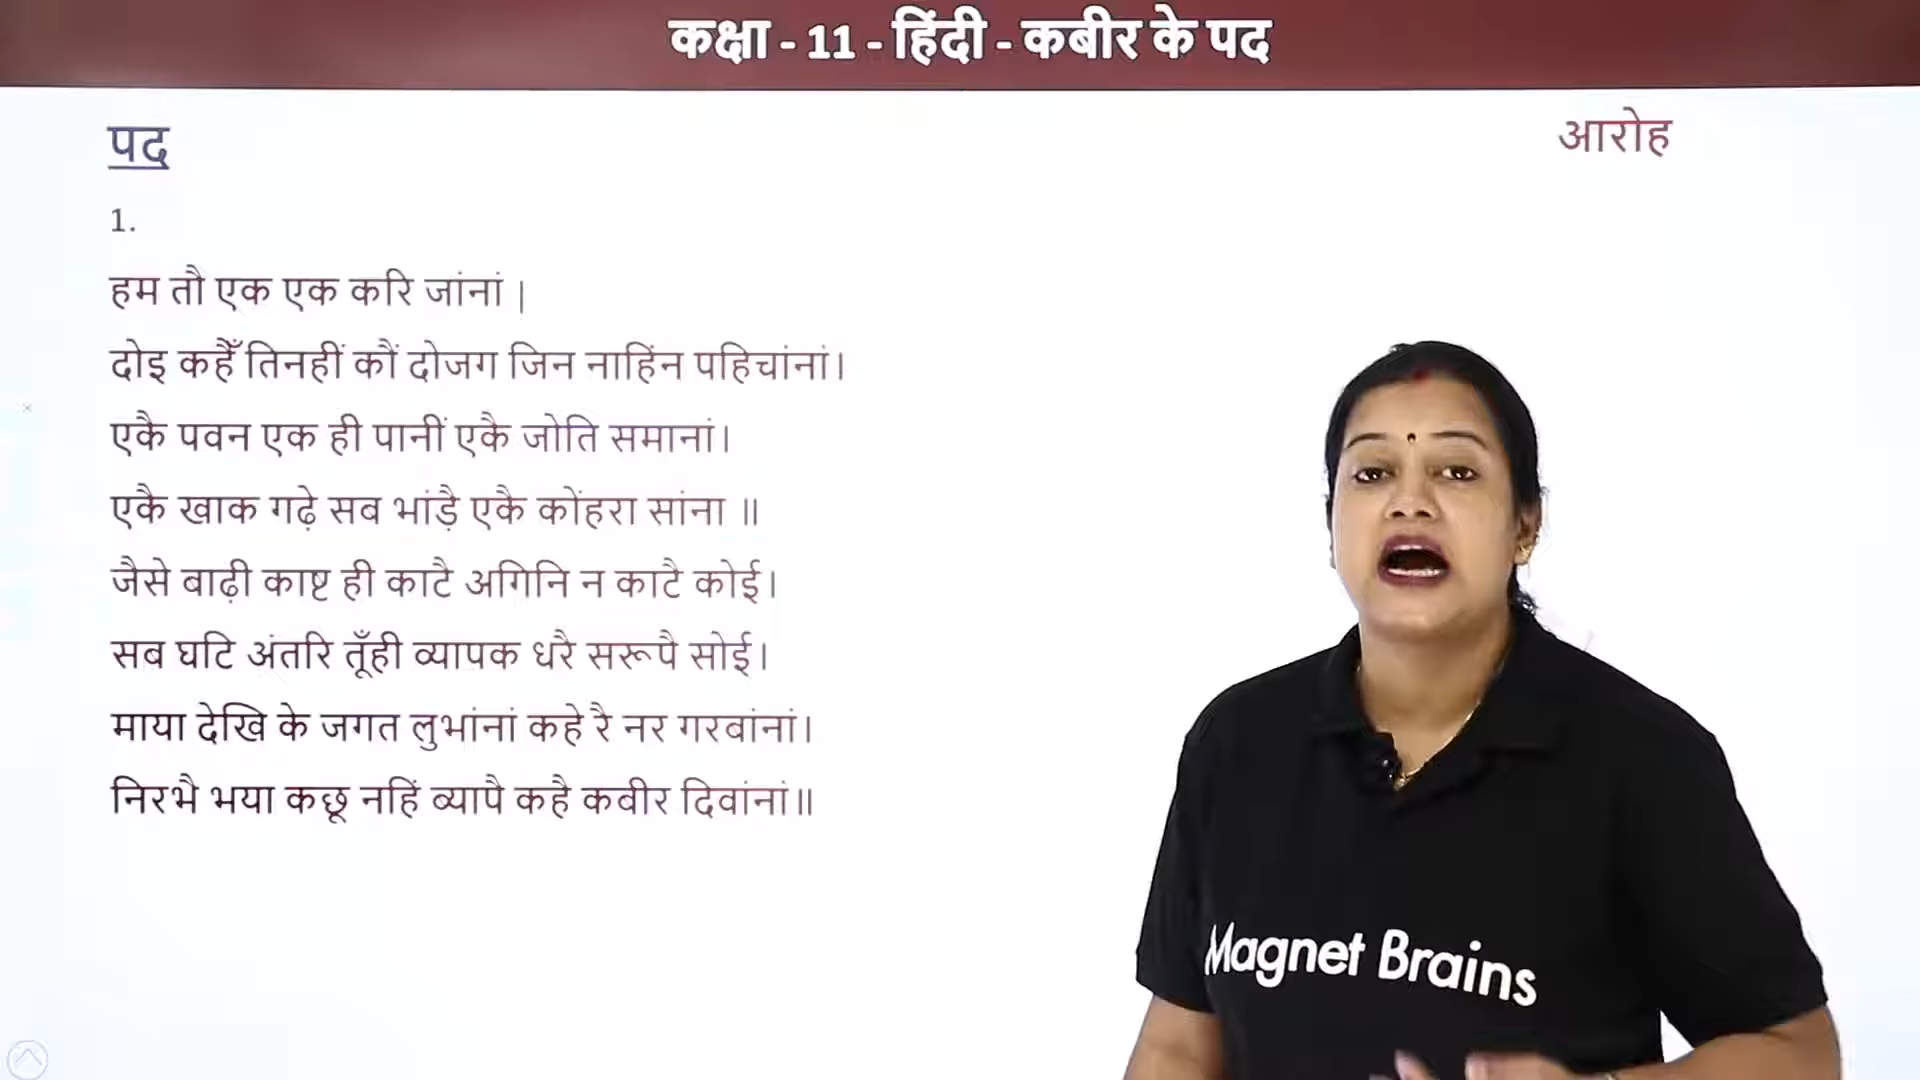 कक्षा - 11 - हिंदी - कबीर के पद
पद
आरोह
1.
हम तौ एक एक करि जांनां |
दोइ कहैँ तिनहीं कौं दोजग जिन नाहिंन पहिचांनां।
एकै पवन एक ही पानीं एकै जोति समानां।
एकै खाक गढ़े सब भांड़ै एकै कोंहरा सांना ॥
जैसे बाढ़ी काष्ट ही काटै अगिनि न काटै कोई।
सब घटि अंतरि तूँही व्यापक धरै सरूपै सोई।
माया देखि के जगत लुभांनां कहे रै नर गरबांनां।
निरभै भया कछू नहिं ब्यापै कहै कबीर दिवांनां॥
Magnet Brains